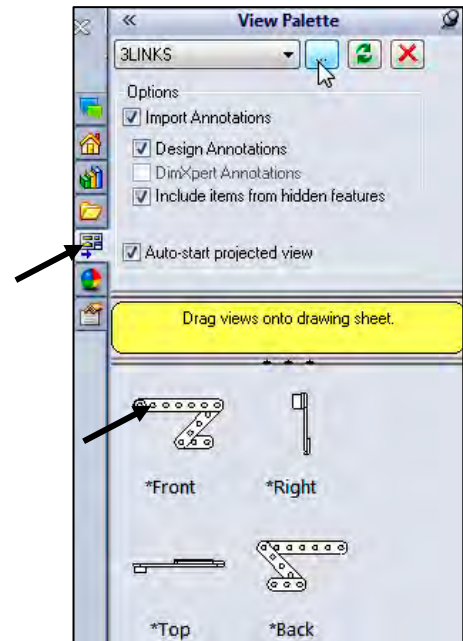 View Palette
3LINKS
...
Options
Import Annotations
Design Annotations
DimXpert Annotations
Include items from hidden features
Auto-start projected view
Drag views onto drawing sheet.
*Front *Right
*Top *Back